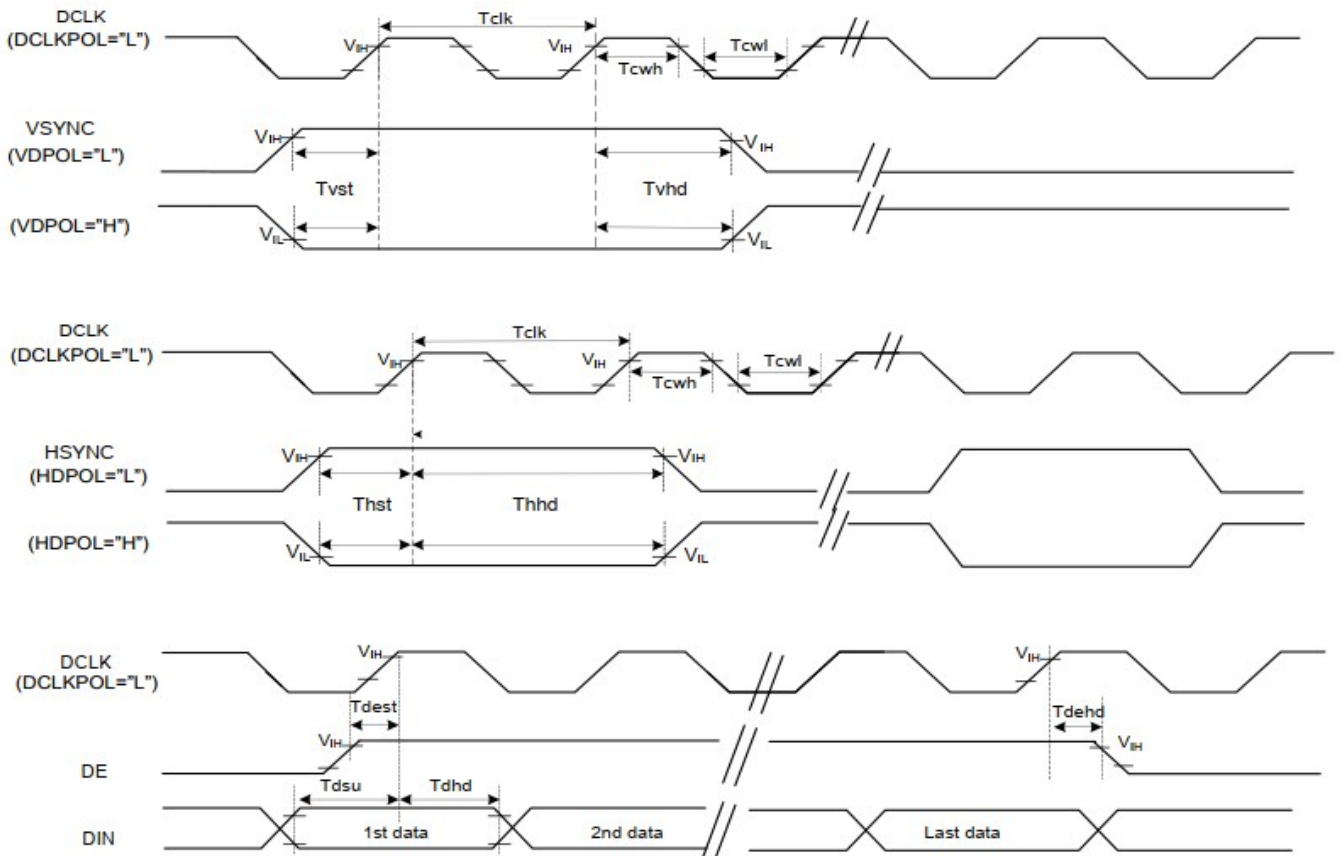 DCLK
(DCLKPOL="L")
VIH
Tclk
VIH
Tcwh
Tcwl
VSYNC
(VDPOL="L")
VIH
VIH
Tvst
Tvhd
(VDPOL="H")
VIL
VIL
DCLK
(DCLKPOL="L")
VIH
Tclk
VIH
Tcwh
Tcwl
HSYNC
(HDPOL="L")
VIH
VIH
Thst
Thhd
(HDPOL="H")
VIL
VIL
DCLK
(DCLKPOL="L")
VIH
VIH
Tdest
Tdehd
DE
VIH
VIH
Tdsu
Tdhd
DIN
1st data
2nd data
Last data